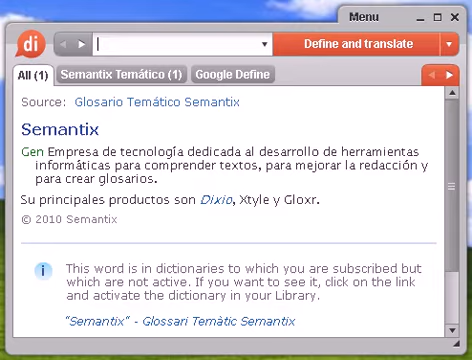 Menu
di
Define and translate
All (1)
Semantix Temático (1)
Google Define
Source: Glosario Temático Semantix
Semantix
Gen Empresa de tecnología dedicada al desarrollo de herramientas
informáticas para comprender textos, para mejorar la redacción y
para crear glosarios.
Su principales producto son Dixio, Xtyle y Gloxr.
© 2010 Semantix
i
This word is in dictionaries to which you are subscribed but
which are not active. If you want to see it, click on the link
and activate the dictionary in your Library.
"Semantix" - Glossari Temàtic Semantix